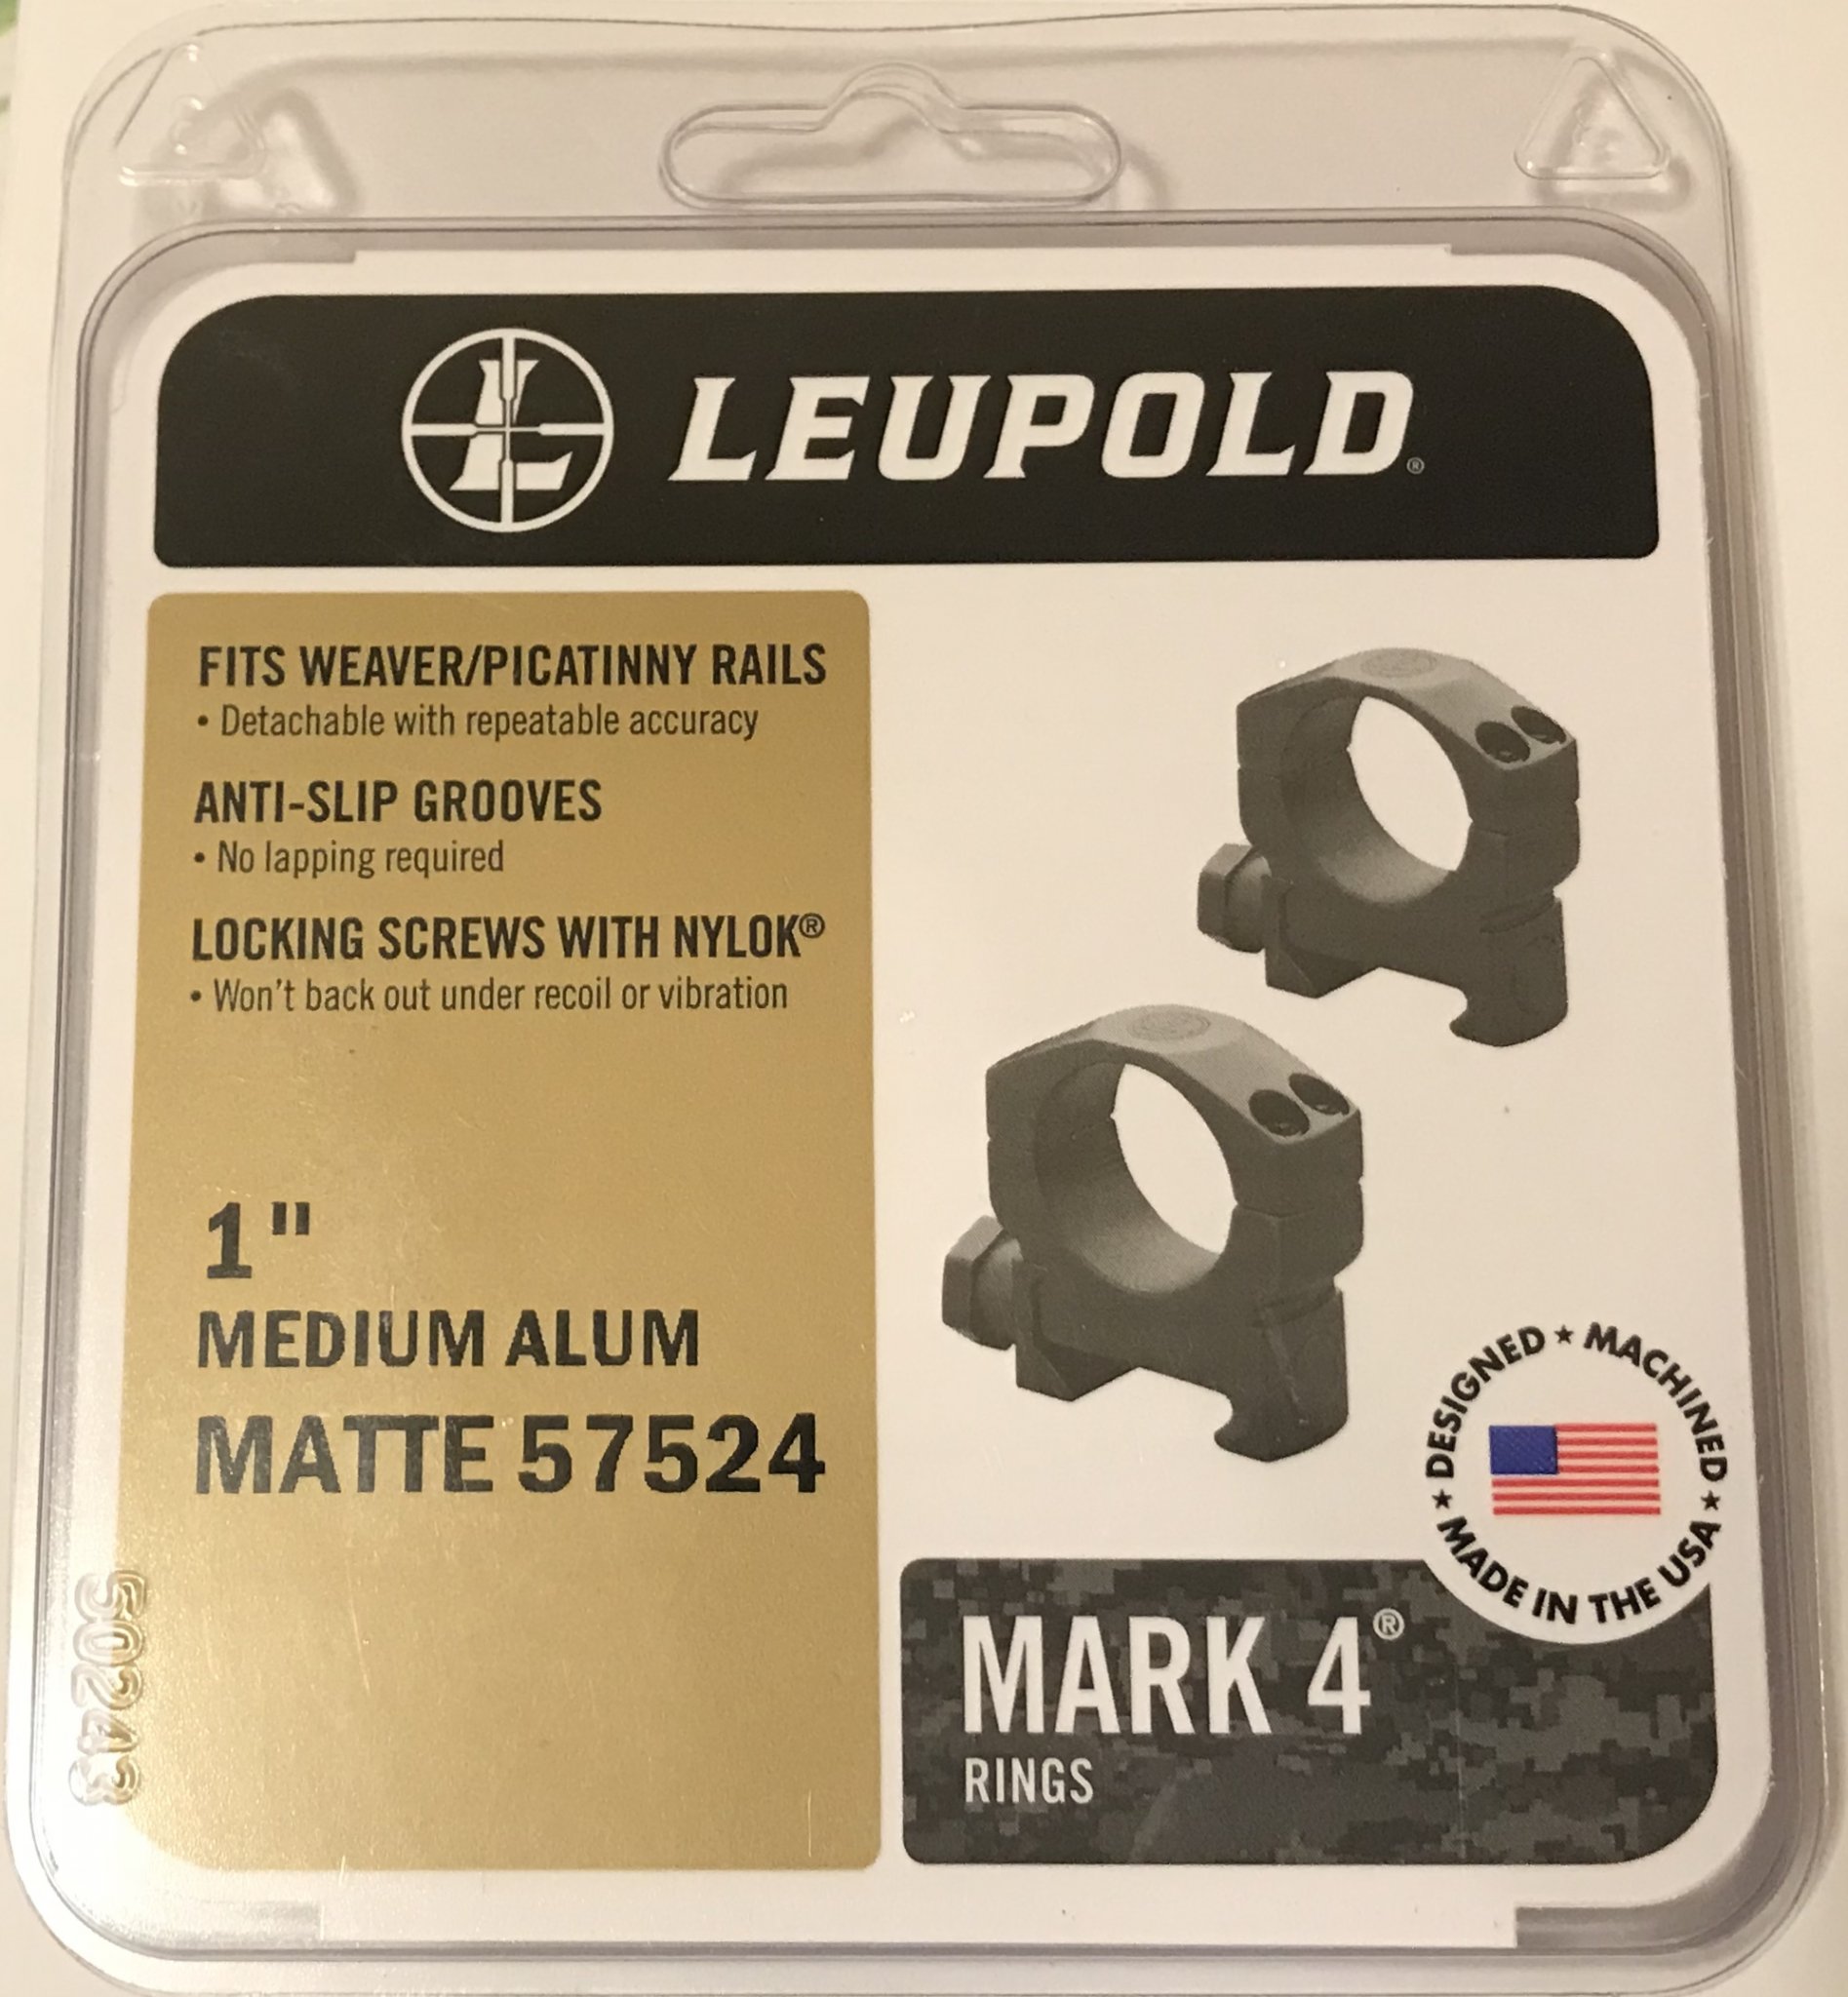 LEUPOLD®
FITS WEAVER/PICATINNY RAILS
• Detachable with repeatable accuracy
ANTI-SLIP GROOVES
• No lapping required
LOCKING SCREWS WITH NYLOK®
• Won't back out under recoil or vibration
1"
MEDIUM ALUM
MATTE 57524
DESIGNED ★ MACHINED ★ MADE IN THE USA ★
MARK 4®
RINGS
S0243